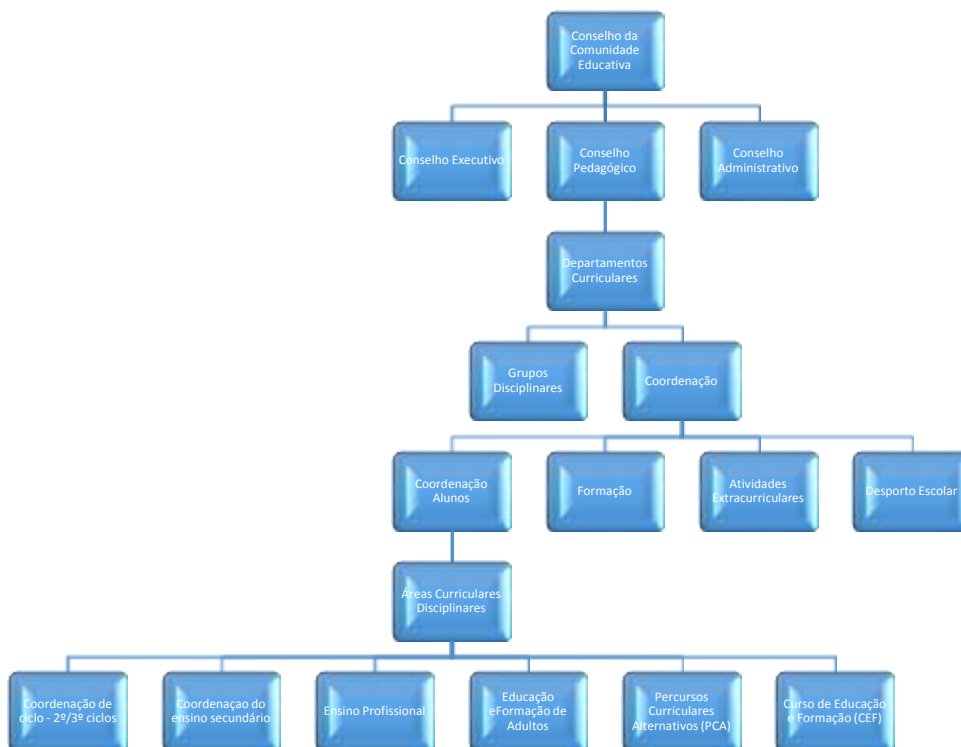 Conselho da
Comunidade
Educativa
Conselho Executivo
Conselho
Pedagógico
Conselho
Administrativo
Departamentos
Curriculares
Grupos
Disciplinares
Coordenação
Coordenação
Alunos
Formação
Atividades
Extracurriculares
Desporto Escolar
Áreas Curriculares
Disciplinares
Coordenação de
ciclo - 2º/3º ciclos
Coordenaçao do
ensino secundário
Ensino Profissional
Educação
eFormação de
Adultos
Percursos
Curriculares
Alternativos (PCA)
Curso de Educação
e Formação (CEF)